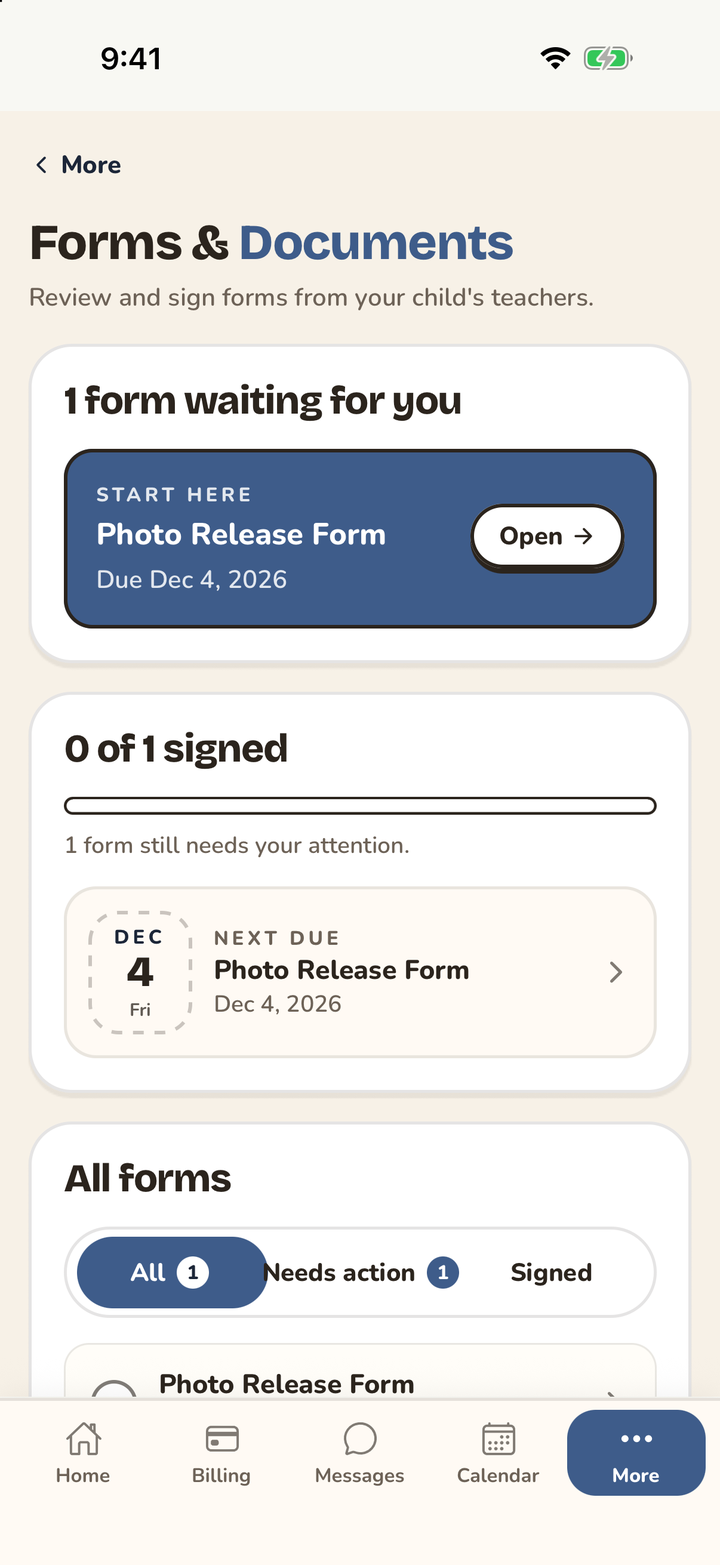 9:41
More
Forms & Documents
Review and sign forms from your child's teachers.
1 form waiting for you
START HERE
Photo Release Form
Due Dec 4, 2026
Open →
0 of 1 signed
1 form still needs your attention.
DEC
4
Fri
NEXT DUE
Photo Release Form
Dec 4, 2026
All forms
All 1 Needs action 1 Signed
Photo Release Form
Home Billing Messages Calendar More